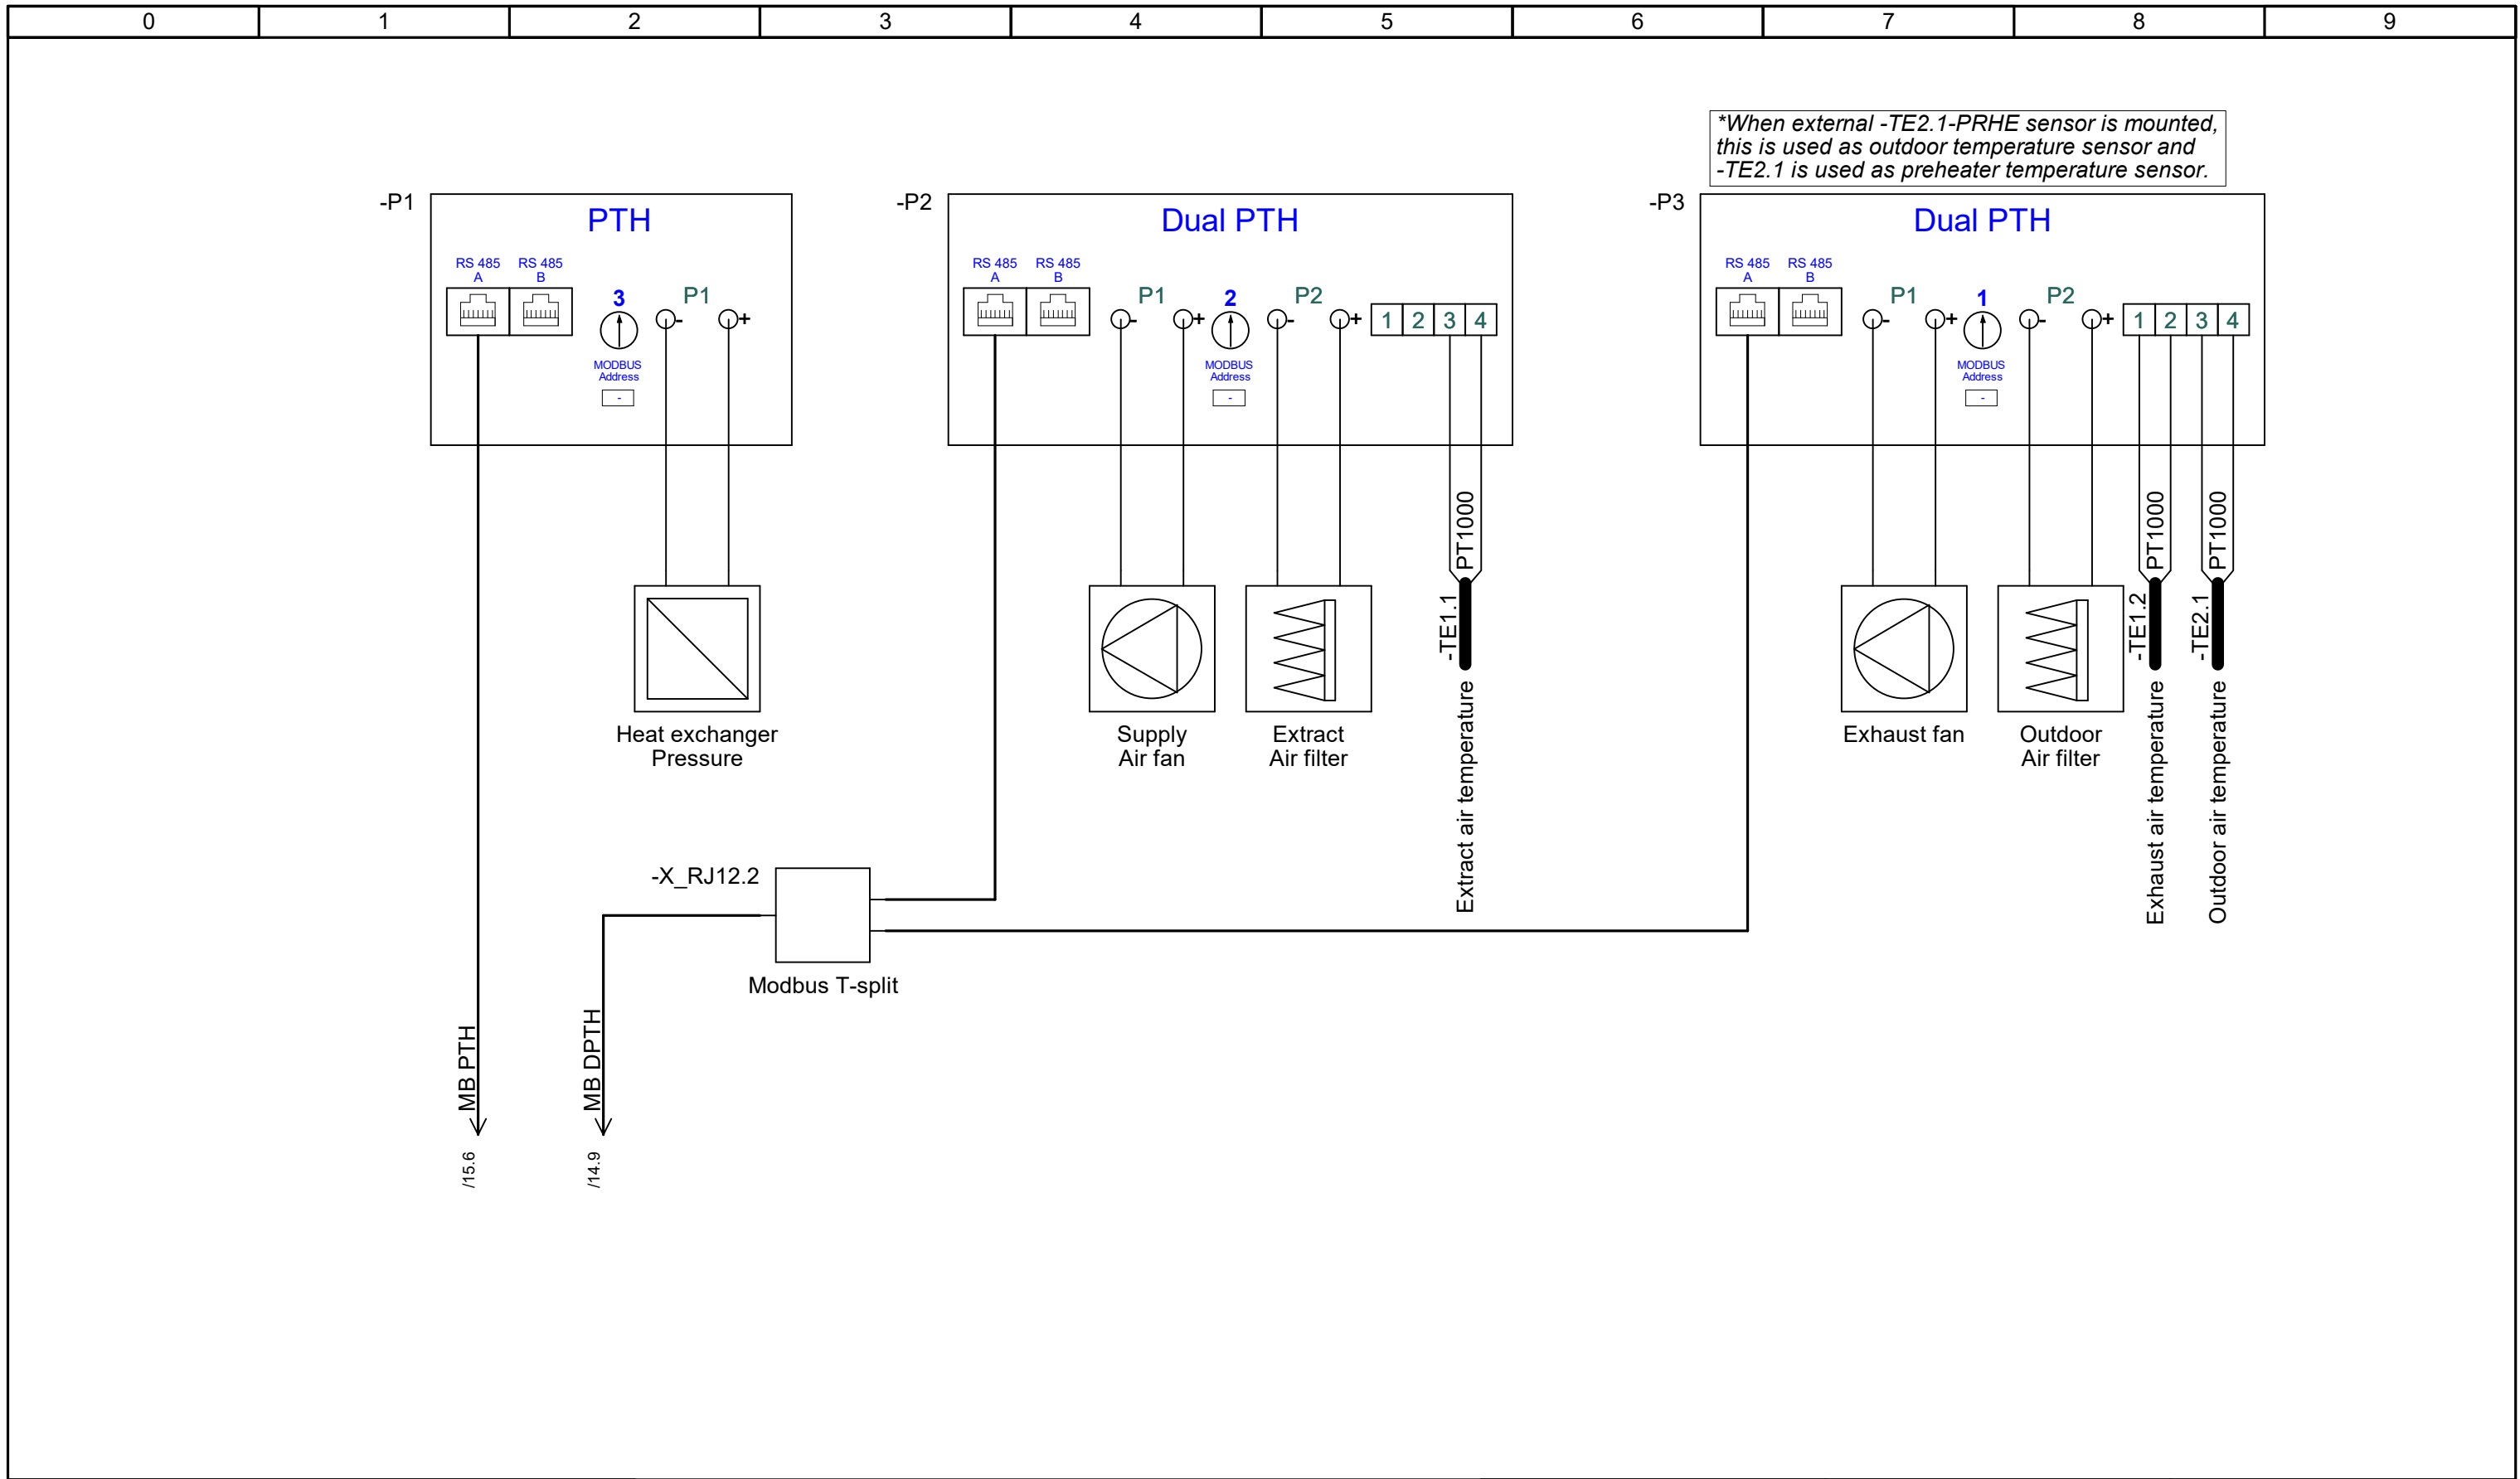 0 1 2 3 4 5 6 7 8 9
*When external -TE2.1-PRHE sensor is mounted,
this is used as outdoor temperature sensor and
-TE2.1 is used as preheater temperature sensor.
-P1
PTH
RS 485
A
RS 485
B
3
P1
-
+
MODBUS
Address
-
Heat exchanger
Pressure
-P2
Dual PTH
RS 485
A
RS 485
B
P1
-
+
2
MODBUS
Address
-
P2
-
+
1 2 3 4
PT1000
-TE1.1
Supply
Air fan
Extract
Air filter
Extract air temperature
-P3
Dual PTH
RS 485
A
RS 485
B
P1
-
+
1
MODBUS
Address
-
P2
-
+
1 2 3 4
PT1000
PT1000
-TE1.2
-TE2.1
Exhaust fan
Outdoor
Air filter
Exhaust air temperature
Outdoor air temperature
-X_RJ12.2
Modbus T-split
MB PTH
MB DPTH
/15.6
/14.9